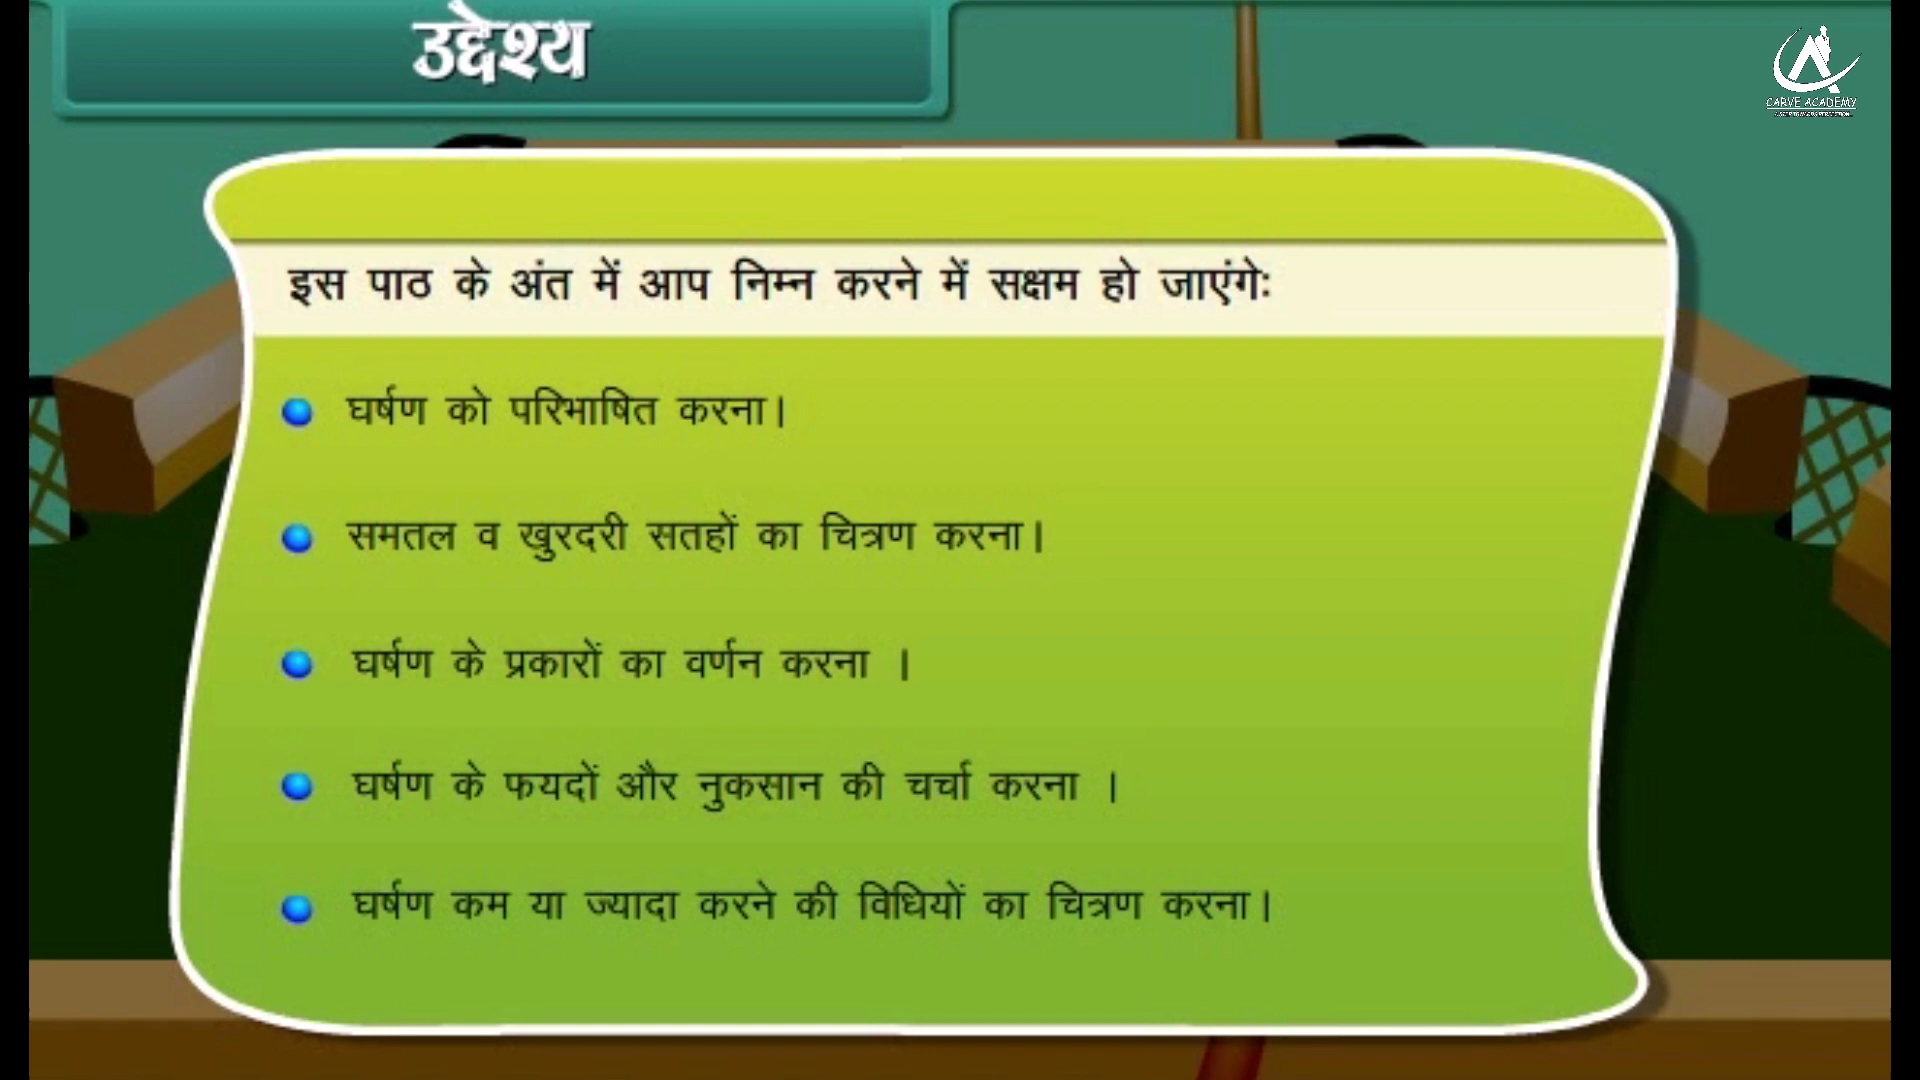 उद्देश्य
CARVE ACADEMY
इस पाठ के अंत में आप निम्न करने में सक्षम हो जाएंगेः
घर्षण को परिभाषित करना।
समतल व खुरदरी सतहों का चित्रण करना।
घर्षण के प्रकारों का वर्णन करना ।
घर्षण के फयदों और नुकसान की चर्चा करना ।
घर्षण कम या ज्यादा करने की विधियों का चित्रण करना।